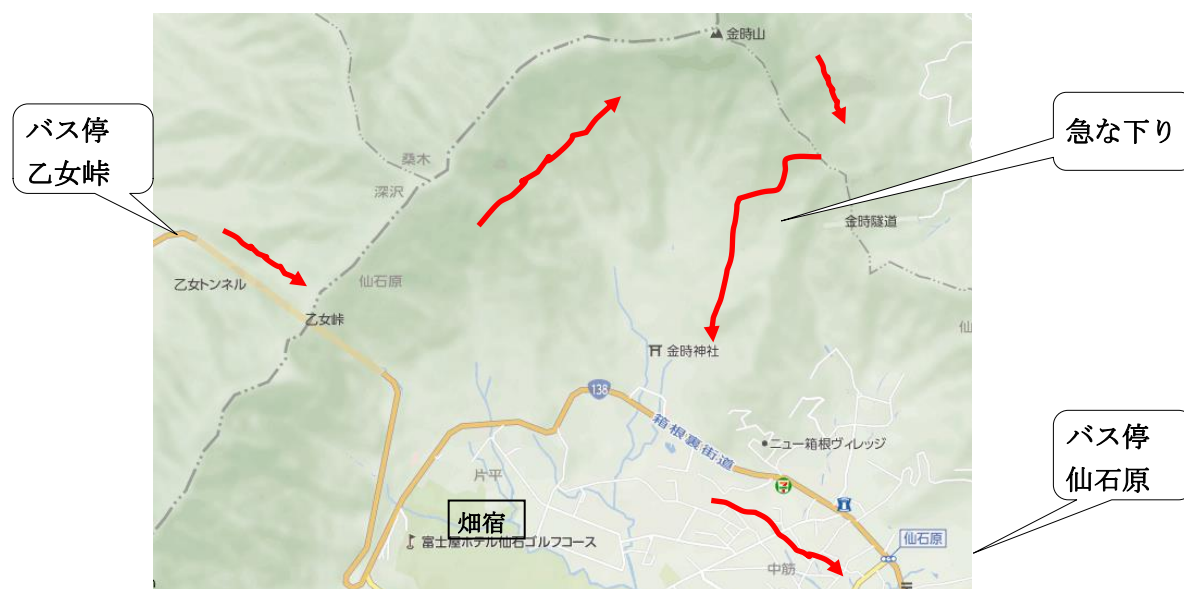 金時山
バス停
乙女峠
急な下り
桑木
深沢
金時隧道
乙女トンネル
仙石原
乙女峠
仙
金時神社
138
箱根裏街道
ニュー箱根ヴィレッジ
バス停
仙石原
片平
畑宿
富士屋ホテル仙石ゴルフコース
仙石原
中筋